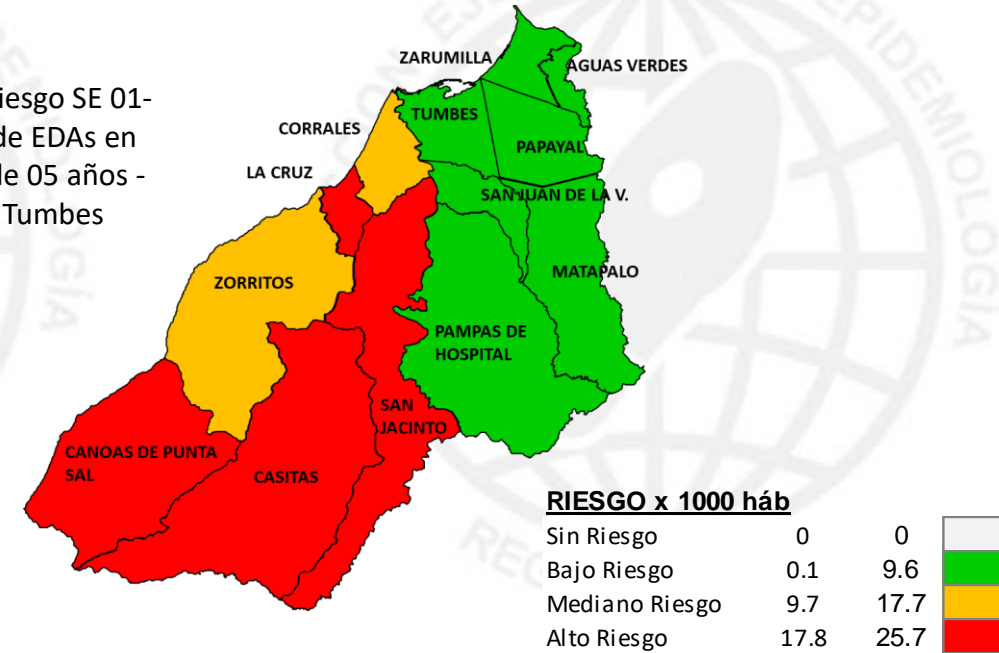 iesgo SE 01-
de EDAs en
de 05 años -
Tumbes
ZARUMILLA
AGUAS VERDES
TUMBES
CORRALES
PAPAYAL
LA CRUZ
SAN JUAN DE LA V.
MATAPALO
ZORRITOS
PAMPAS DE
HOSPITAL
SAN
JACINTO
CANOAS DE PUNTA
SAL
CASITAS
RIESGO x 1000 háb
Sin Riesgo 0 0
Bajo Riesgo 0.1 9.6
Mediano Riesgo 9.7 17.7
Alto Riesgo 17.8 25.7